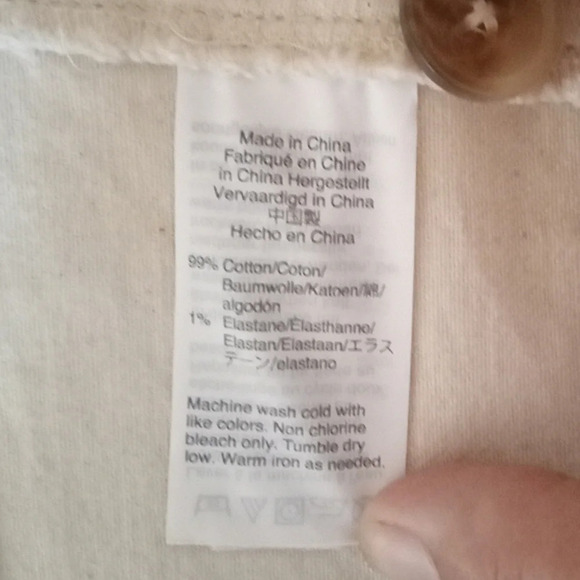 Made in China
Fabriqué en Chine
in China Hergestellt
Vervaardigd in China
中国製
Hecho en China
99% Cotton/Coton/
Baumwolle/Katoen/綿/
algodón
1% Elastane/Élasthanne/
Elastan/Elastaan/エラス
テーン/elastano
Machine wash cold with
like colors. Non chlorine
bleach only. Tumble dry
low. Warm iron as needed.